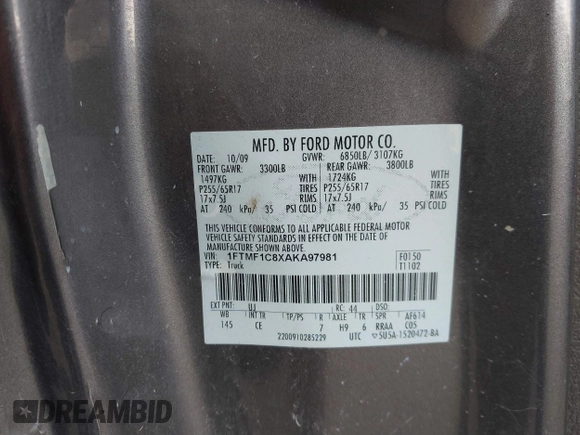 MFD. BY FORD MOTOR CO.
DATE: 10/09 GVWR: 6850LB/ 3107KG
FRONT GAWR: 3300LB REAR GAWR: 3800LB
1497KG WITH 1724KG WITH
P255/65R17 TIRES P255/65R17 TIRES
17x7.5J RIMS 17x7.5J RIMS
AT 240 kPa/ 35 PSI COLD AT 240 kPa/ 35 PSI COLD
THIS VEHICLE CONFORMS TO ALL APPLICABLE FEDERAL MOTOR
VEHICLE SAFETY STANDARDS IN EFFECT ON THE DATE OF
MANUFACTURE SHOWN ABOVE.
VIN: 1FTMF1C8XAKA97981 F0150
TYPE: Truck T1102
EXT PNT: UJ RC: 44 DSO:
WB INT TR TP/PS R AXLE TR SPR AF614
145 CE 7 H9 6 RRAA C05
2200910285229 UTC ▽5U5A-1520472-BA
DREAMBID